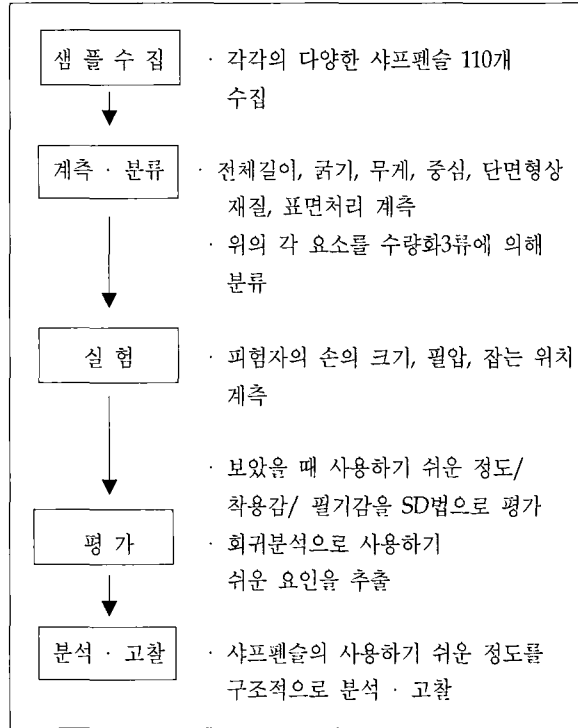 샘 플 수 집
· 각각의 다양한 샤프펜슬 110개
수집
계측 · 분류
· 전체길이, 굵기, 무게, 중심, 단면형상
재질, 표면처리 계측
· 위의 각 요소를 수량화3류에 의해
분류
실 험
· 피험자의 손의 크기, 필압, 잡는 위치
계측
· 보았을 때 사용하기 쉬운 정도/
착용감/ 필기감을 SD법으로 평가
평 가
· 회귀분석으로 사용하기
쉬운 요인을 추출
분석 · 고찰
· 샤프펜슬의 사용하기 쉬운 정도를
구조적으로 분석 · 고찰